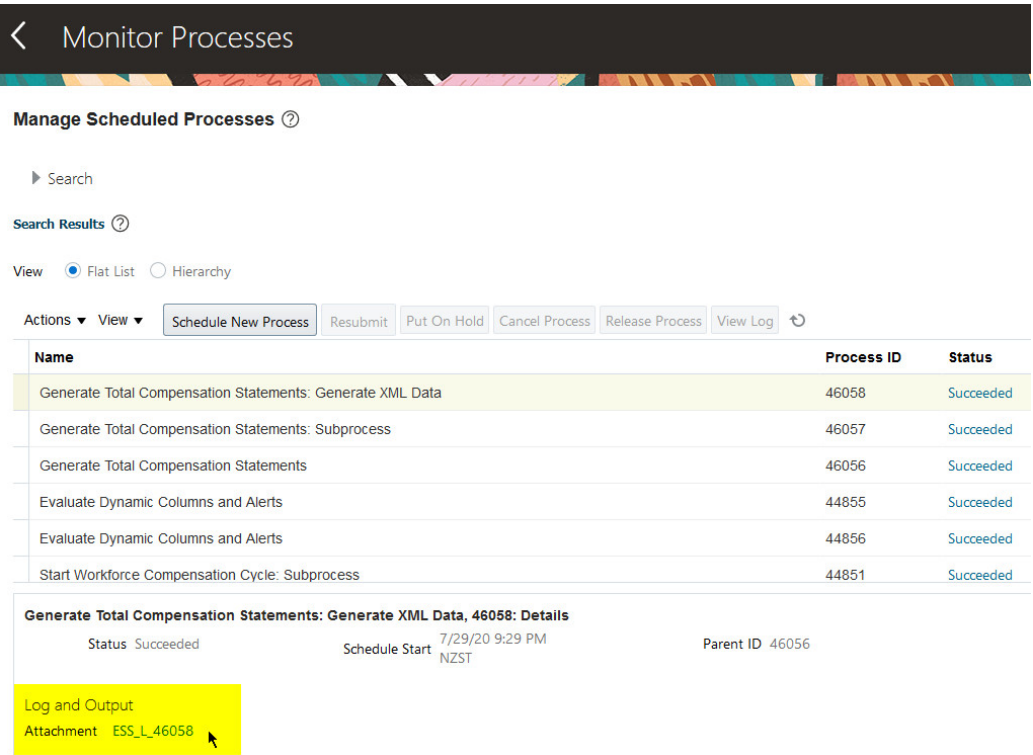 Monitor Processes
Manage Scheduled Processes
Search
Search Results
View Flat List Hierarchy
Actions View Schedule New Process Resubmit Put On Hold Cancel Process Release Process View Log
Name Process ID Status
Generate Total Compensation Statements: Generate XML Data 46058 Succeeded
Generate Total Compensation Statements: Subprocess 46057 Succeeded
Generate Total Compensation Statements 46056 Succeeded
Evaluate Dynamic Columns and Alerts 44855 Succeeded
Evaluate Dynamic Columns and Alerts 44856 Succeeded
Start Workforce Compensation Cycle: Subprocess 44851 Succeeded
Generate Total Compensation Statements: Generate XML Data, 46058: Details
Status Succeeded Schedule Start 7/29/20 9:29 PM Parent ID 46056
NZST
Log and Output
Attachment ESS_L_46058